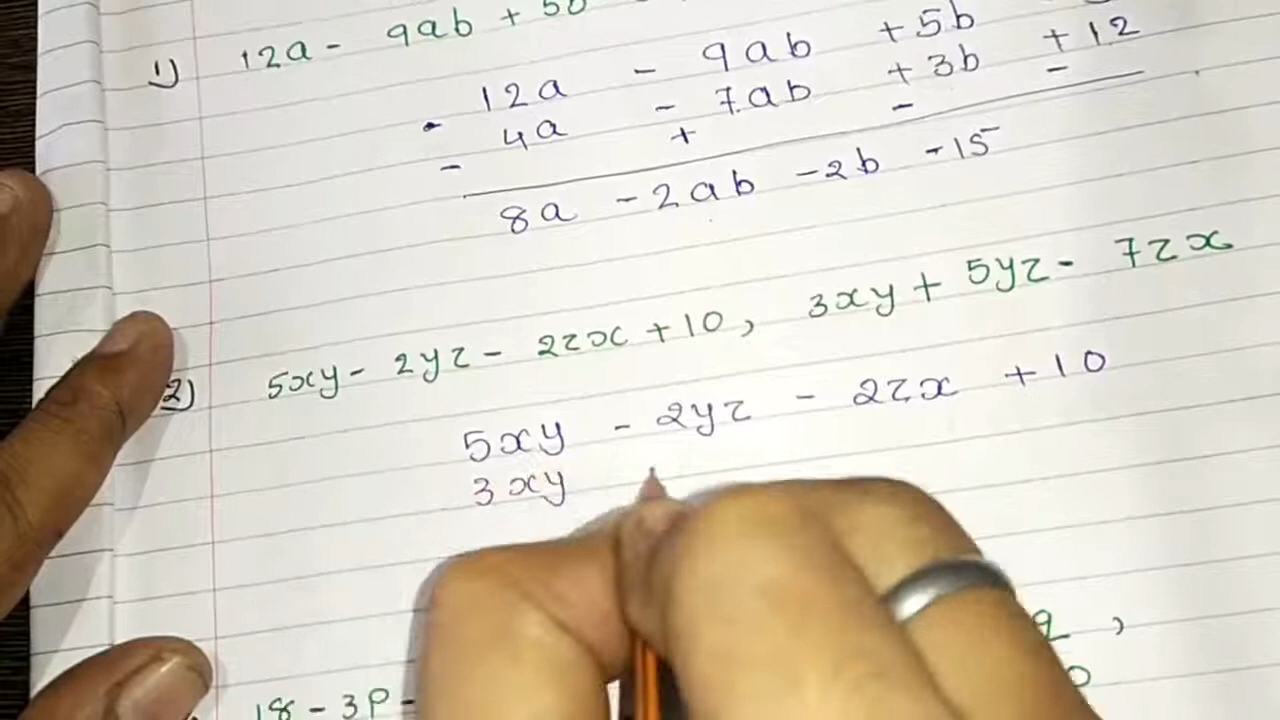 1) 12a - 9ab + 5b
12a - 9ab + 5b
4a - 7ab + 3b + 12
- + - -
8a - 2ab - 2b - 15
2) 5xy - 2yz - 2zx + 10, 3xy + 5yz - 7zx
5xy - 2yz - 2zx + 10
3xy
18 - 3p -